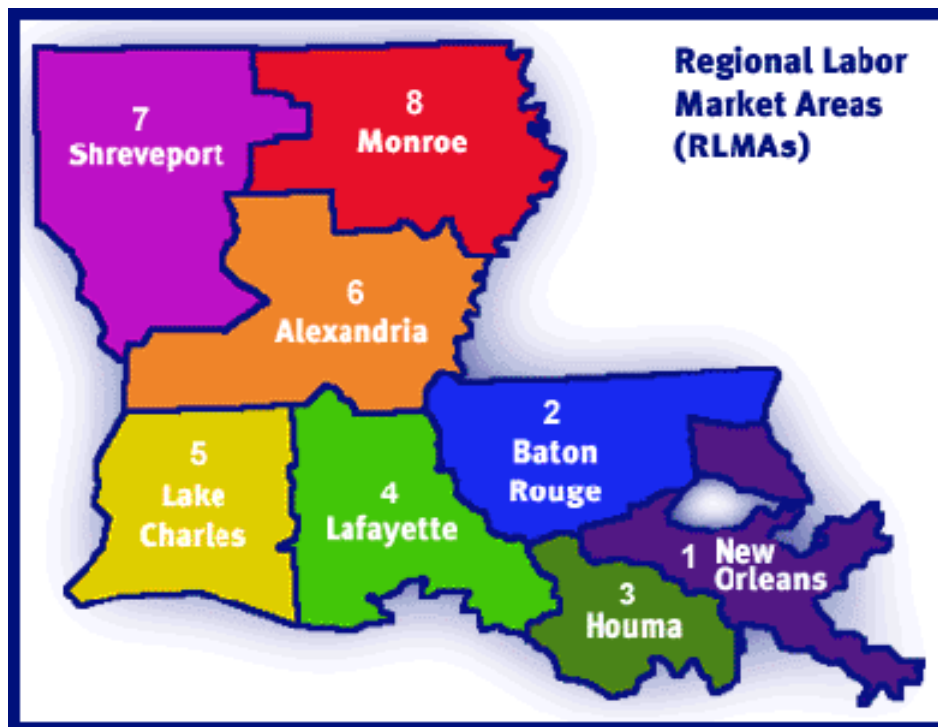 Regional Labor
Market Areas
(RLMAs)
7
Shreveport
8
Monroe
6
Alexandria
5
Lake
Charles
4
Lafayette
2
Baton
Rouge
1 New
Orleans
3
Houma